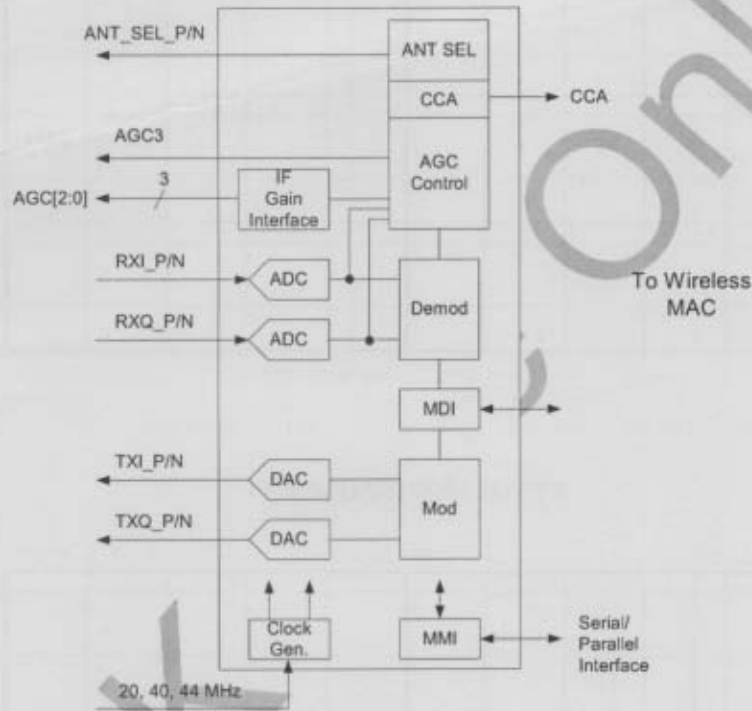 ANT_SEL_P/N
ANT SEL
CCA
CCA
AGC3
AGC
Control
AGC[2:0]
3
IF
Gain
Interface
RXI_P/N
ADC
To Wireless
MAC
Demod
RXQ_P/N
ADC
MDI
TXI_P/N
DAC
Mod
TXQ_P/N
DAC
Clock
Gen.
MMI
Serial/
Parallel
Interface
20, 40, 44 MHz